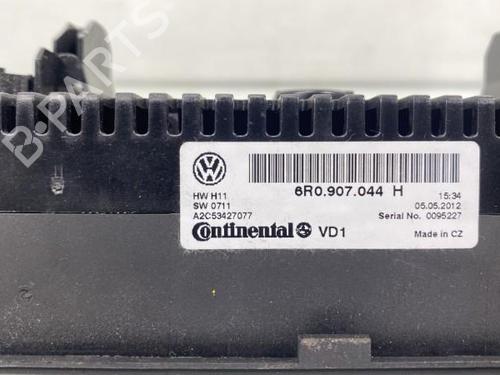 B-PARTS
6R0.907.044 H
HW H11
15:34
SW 0711
05.05.2012
A2C53427077
Serial No. 0095227
Continental VD1
Made in CZ